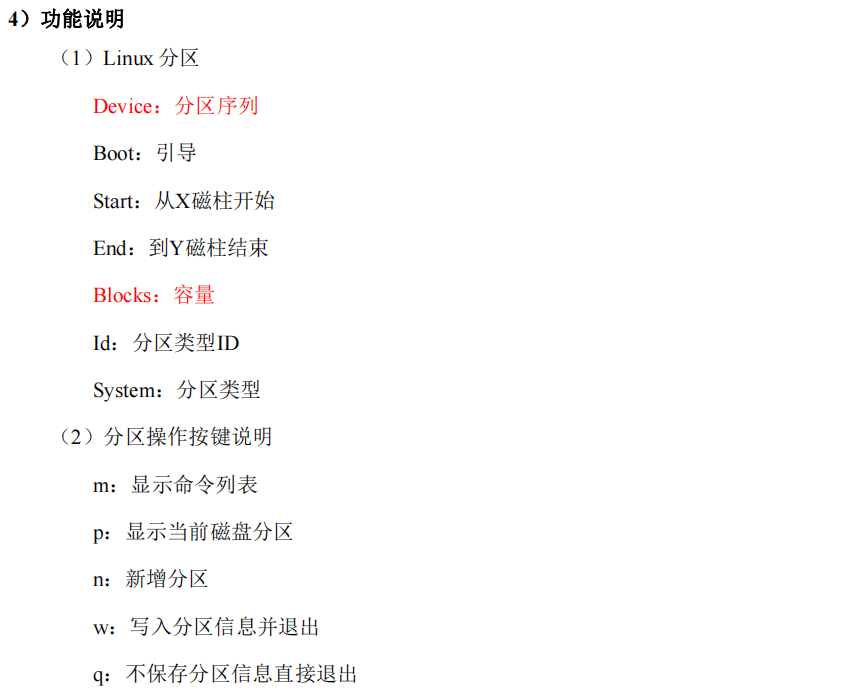 4）功能说明
（1）Linux 分区
Device：分区序列
Boot：引导
Start：从X磁柱开始
End：到Y磁柱结束
Blocks：容量
Id：分区类型ID
System：分区类型
（2）分区操作按键说明
m：显示命令列表
p：显示当前磁盘分区
n：新增分区
w：写入分区信息并退出
q：不保存分区信息直接退出